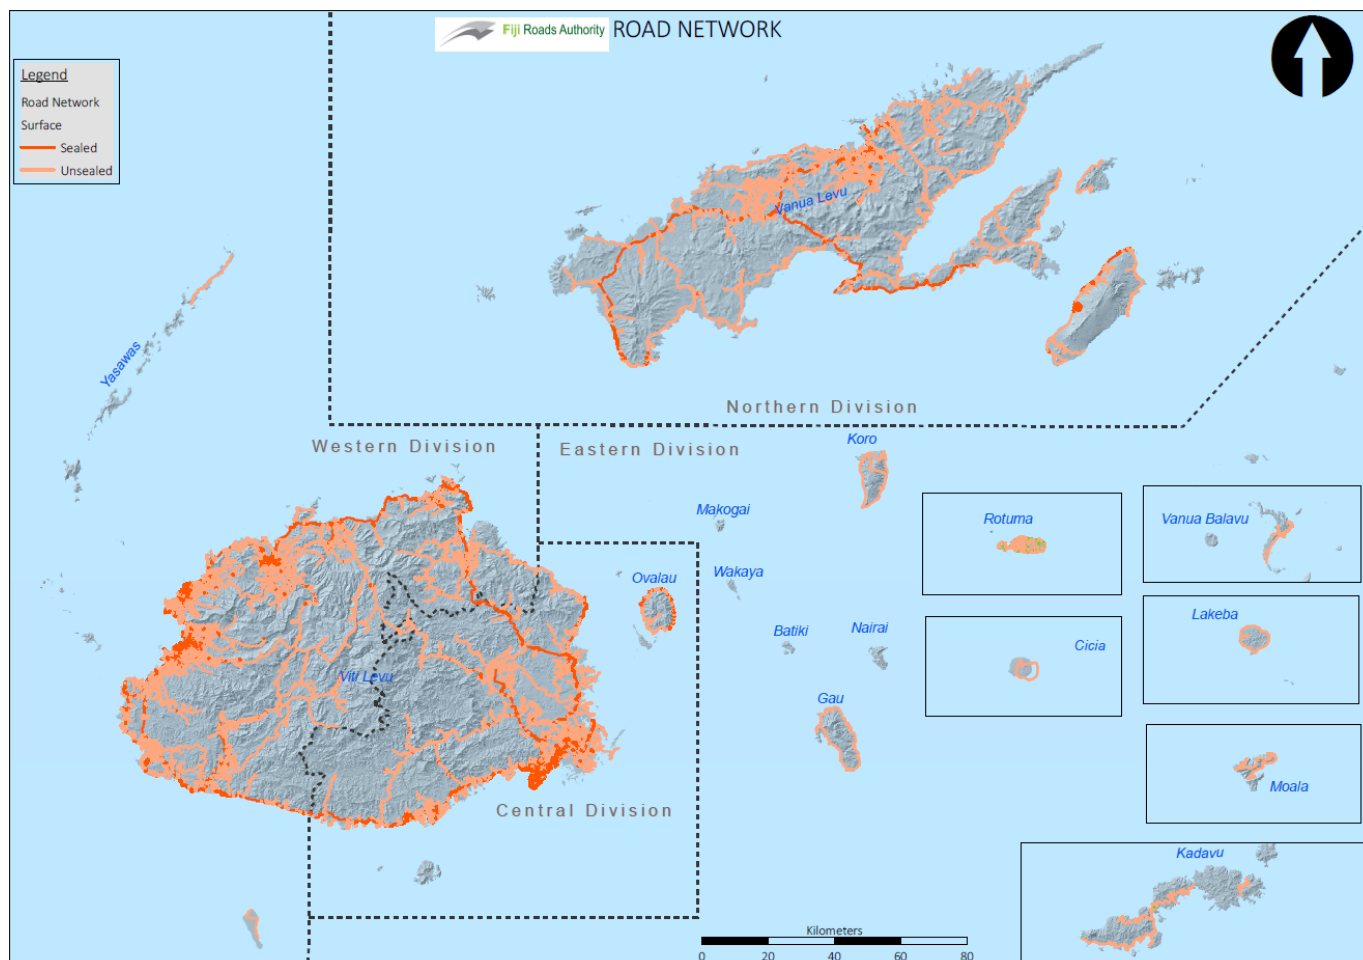 Fiji Roads Authority ROAD NETWORK
Legend
Road Network
Surface
Sealed
Unsealed
Vanua Levu
Yasawas
Northern Division
Western Division
Eastern Division
Koro
Makogai
Rotuma
Vanua Balavu
Ovalau
Wakaya
Batiki
Nairai
Cicia
Lakeba
Viti Levu
Gau
Moala
Central Division
Kadavu
Kilometers
0 20 40 60 80